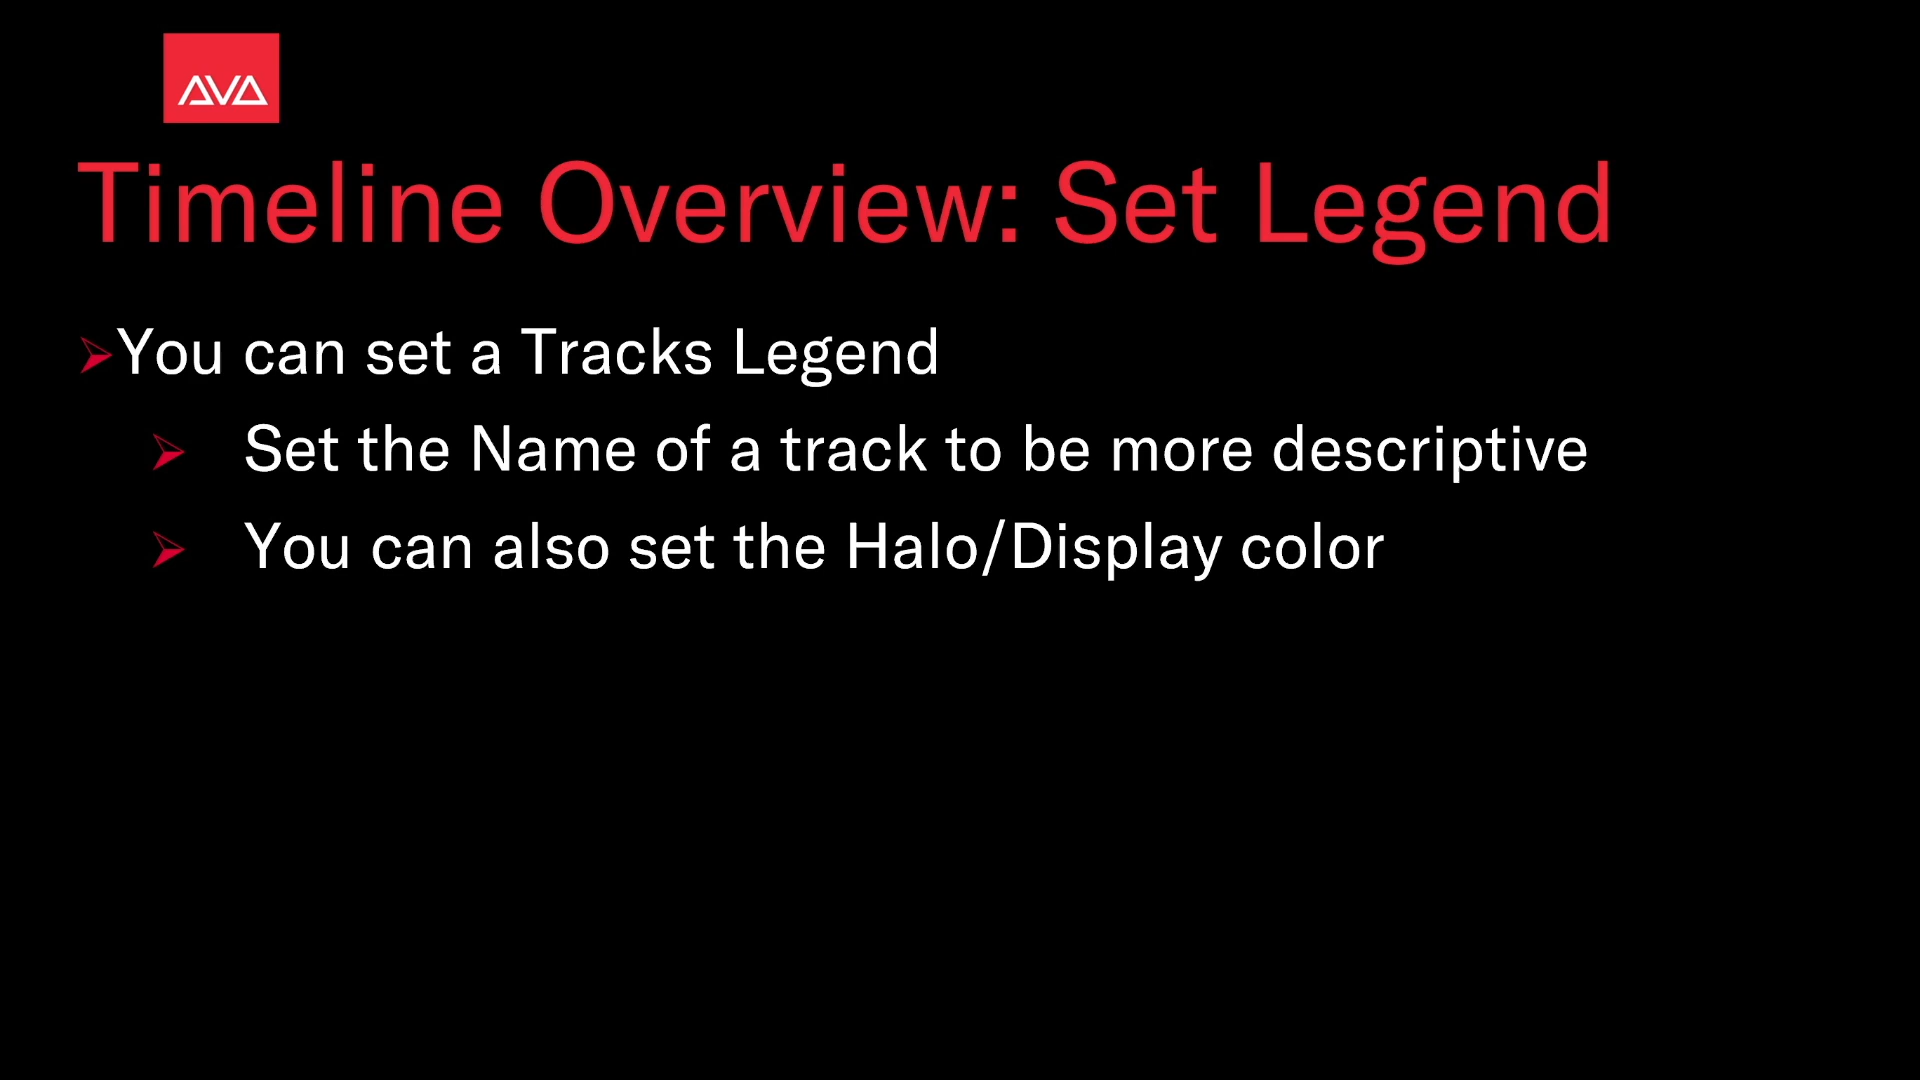 AVA
Timeline Overview: Set Legend
You can set a Tracks Legend
Set the Name of a track to be more descriptive
You can also set the Halo/Display color